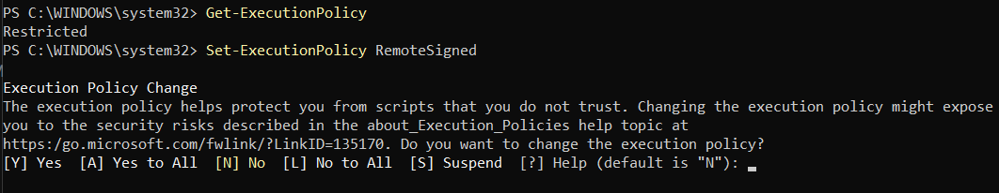 PS C:\WINDOWS\system32> Get-ExecutionPolicy
Restricted
PS C:\WINDOWS\system32> Set-ExecutionPolicy RemoteSigned
Execution Policy Change
The execution policy helps protect you from scripts that you do not trust. Changing the execution policy might expose
you to the security risks described in the about_Execution_Policies help topic at
https:/go.microsoft.com/fwlink/?LinkID=135170. Do you want to change the execution policy?
[Y] Yes  [A] Yes to All  [N] No  [L] No to All  [S] Suspend  [?] Help (default is "N"):